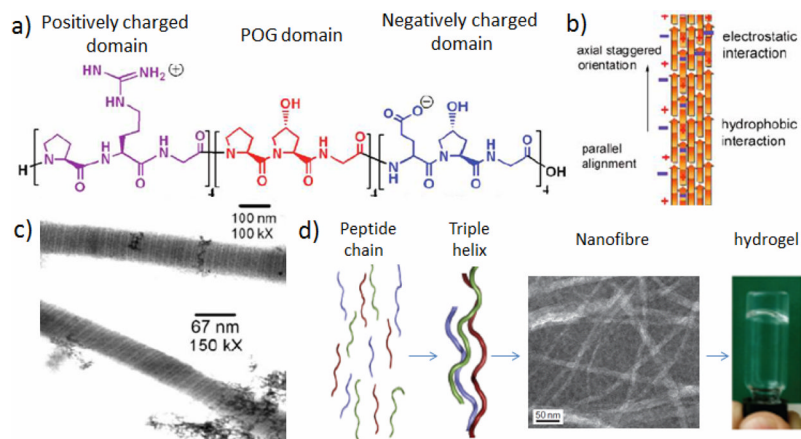 a)
Positively charged
domain
POG domain
Negatively charged
domain
NH
NH₂
⊕
HN
OH
O
⊖
O
OH
H
N
O
H
N
N
H
O
4
N
O
N
O
H
N
O
4
N
H
O
N
O
H
N
O
4
OH
b)
axial staggered
orientation
parallel
alignment
electrostatic
interaction
hydrophobic
interaction
c)
100 nm
100 kX
67 nm
150 kX
d)
Peptide
chain
Triple
helix
Nanofibre
hydrogel
50 nm